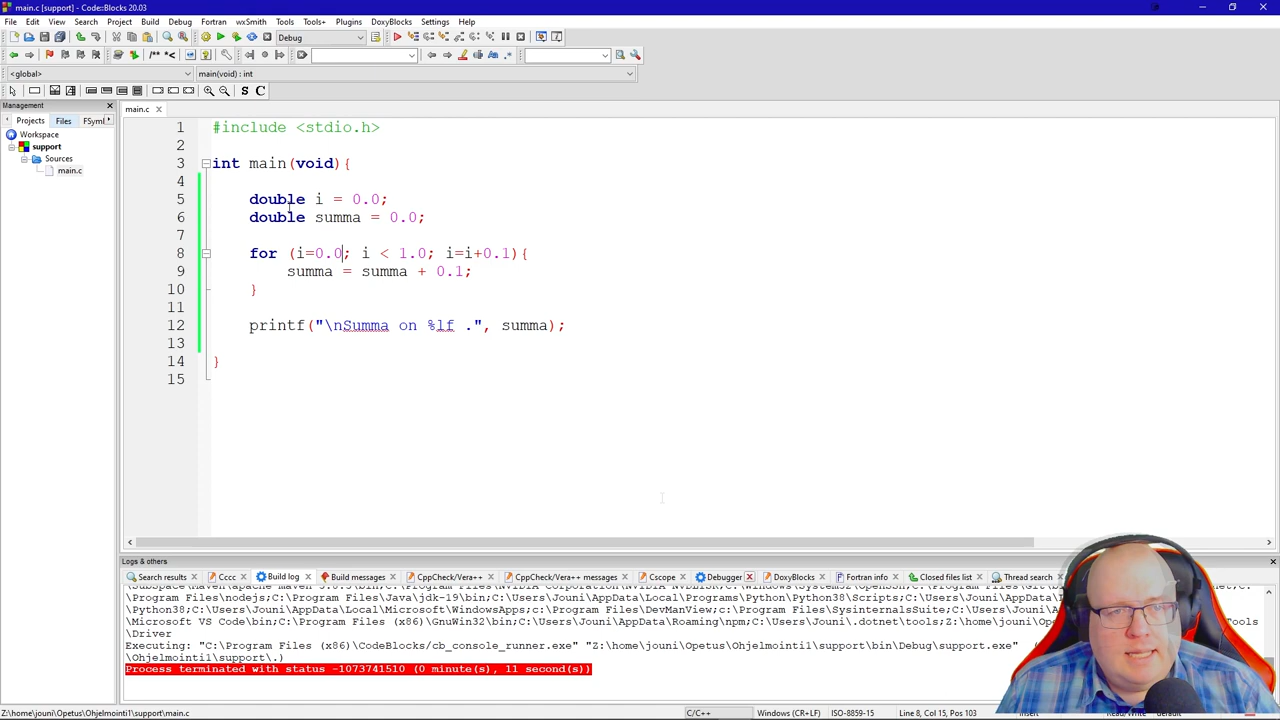 main.c [support] - Code::Blocks 20.03
File Edit View Search Project Build Debug Fortran wxSmith Tools Tools+ Plugins DoxyBlocks Settings Help
Debug
/** *<
<global> main(void) : int
S C
Management
Projects Files FSyml
Workspace
support
Sources
main.c
main.c
1 #include <stdio.h>
2
3 int main(void){
4
5 double i = 0.0;
6 double summa = 0.0;
7
8 for (i=0.0; i < 1.0; i=i+0.1){
9 summa = summa + 0.1;
10 }
11
12 printf("\nSumma on %lf .", summa);
13
14 }
15
Logs & others
Search results Cccc Build log Build messages CppCheck/Vera++ CppCheck/Vera++ messages Cscope Debugger DoxyBlocks Fortran info Closed files list Thread search
\Program Files\nodejs;C:\Program Files\Java\jdk-19\bin;C:\Users\Jouni\AppData\Local\Programs\Python\Python38\Scripts;C:\Users\Jouni\AppData\
\Python38;C:\Users\Jouni\AppData\Local\Microsoft\WindowsApps;c:\Program Files\DevManView;c:\Program Files\SysinternalsSuite;C:\Users\Jouni\A
\Microsoft VS Code\bin;C:\Program Files (x86)\GnuWin32\bin;C:\Users\Jouni\AppData\Roaming\npm;C:\Users\Jouni\.dotnet\tools;Z:\home\jouni\Ope Tools
\Driver
Executing: "C:\Program Files (x86)\CodeBlocks/cb_console_runner.exe" "Z:\home\jouni\Opetus\Ohjelmointi1\support\bin\Debug\support.exe"
\Ohjelmointi1\support\.)
Process terminated with status -1073741510 (0 minute(s), 11 second(s))
Z:\home\jouni\Opetus\Ohjelmointi1\support\main.c C/C++ Windows (CR+LF) ISO-8859-15 Line 8, Col 15, Pos 103 Insert Read/Write default